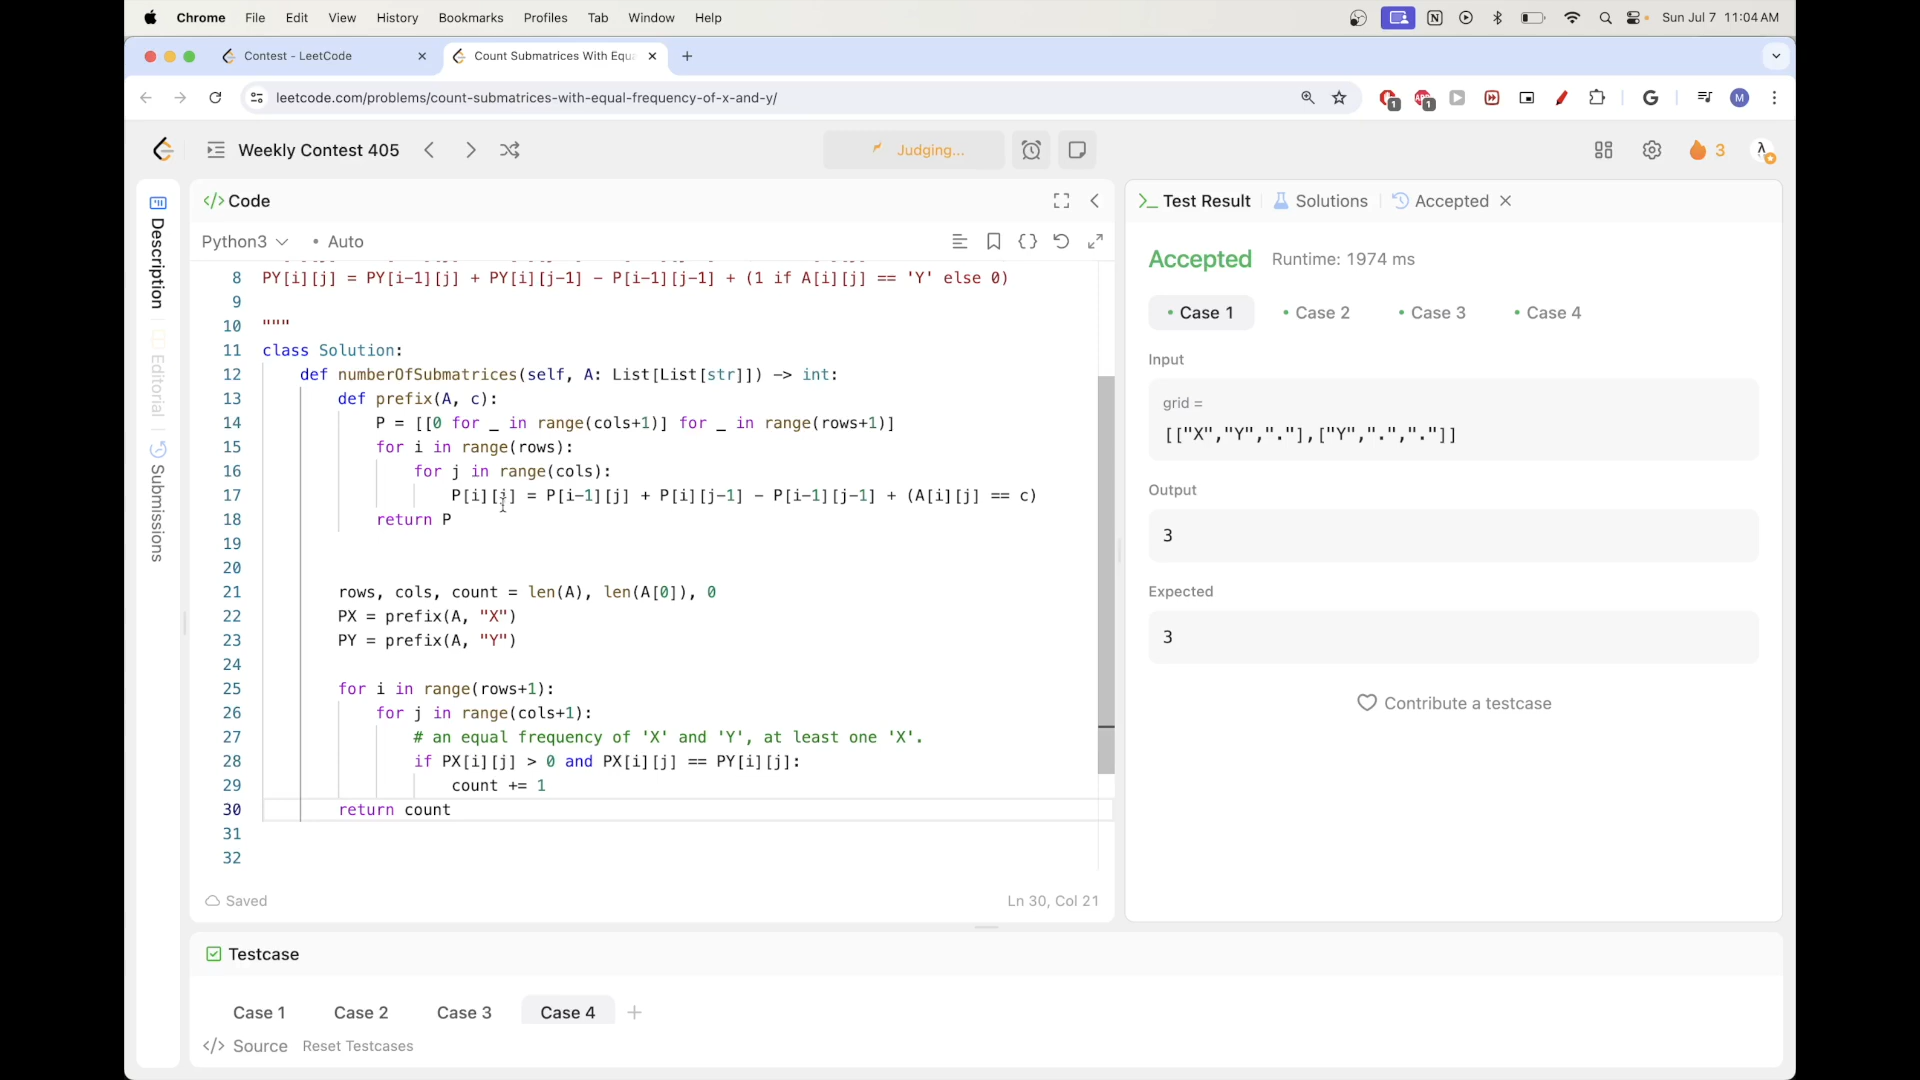 Chrome File Edit View History Bookmarks Profiles Tab Window Help
Sun Jul 7 11:04 AM
Contest - LeetCode
Count Submatrices With Equa
leetcode.com/problems/count-submatrices-with-equal-frequency-of-x-and-y/
1
1
M
Weekly Contest 405
Judging...
3
Description
Editorial
Submissions
</> Code
Python3
• Auto
8 PY[i][j] = PY[i-1][j] + PY[i][j-1] - P[i-1][j-1] + (1 if A[i][j] == 'Y' else 0)
9
10 """
11 class Solution:
12 def numberOfSubmatrices(self, A: List[List[str]]) -> int:
13 def prefix(A, c):
14 P = [[0 for _ in range(cols+1)] for _ in range(rows+1)]
15 for i in range(rows):
16 for j in range(cols):
17 P[i][j] = P[i-1][j] + P[i][j-1] - P[i-1][j-1] + (A[i][j] == c)
18 return P
19
20
21 rows, cols, count = len(A), len(A[0]), 0
22 PX = prefix(A, "X")
23 PY = prefix(A, "Y")
24
25 for i in range(rows+1):
26 for j in range(cols+1):
27 # an equal frequency of 'X' and 'Y', at least one 'X'.
28 if PX[i][j] > 0 and PX[i][j] == PY[i][j]:
29 count += 1
30 return count
31
32
Saved
Ln 30, Col 21
Test Result
Solutions
Accepted
Accepted Runtime: 1974 ms
• Case 1 • Case 2 • Case 3 • Case 4
Input
grid =
[["X","Y","."],["Y",".","."]]
Output
3
Expected
3
Contribute a testcase
Testcase
Case 1 Case 2 Case 3 Case 4 +
</> Source Reset Testcases